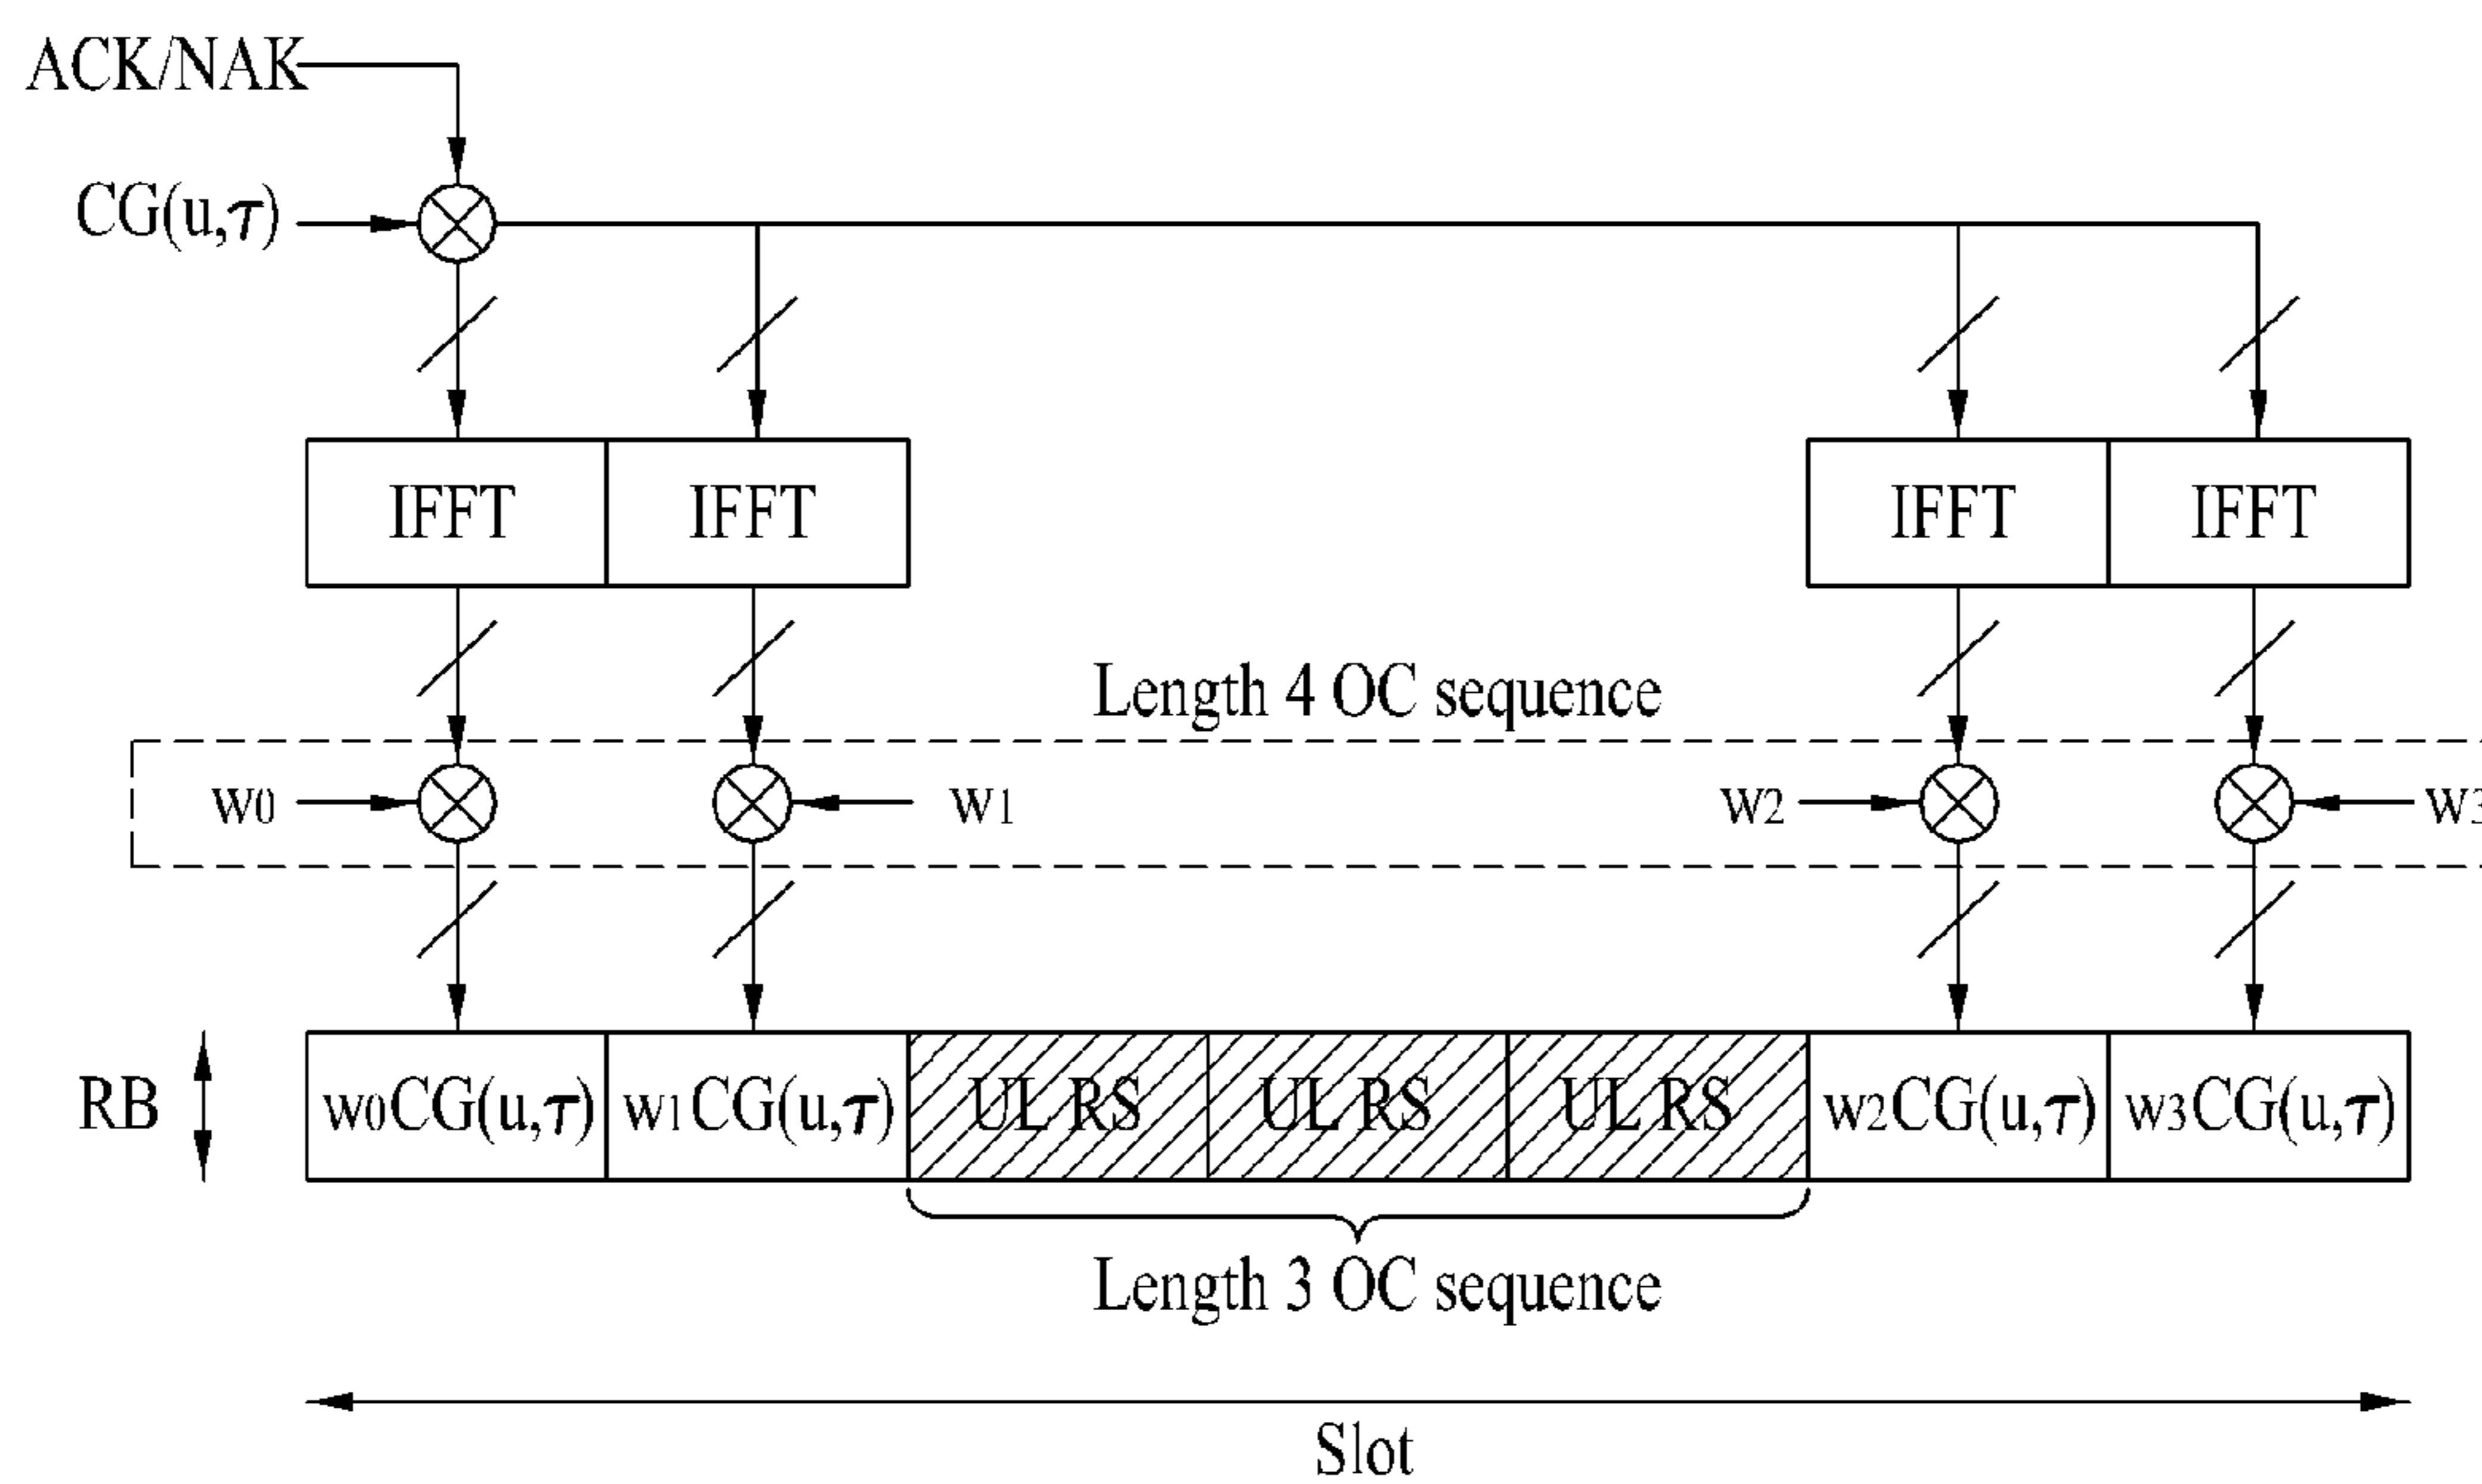 ACK/NAK
CG(u,τ)
IFFT IFFT IFFT IFFT
Length 4 OC sequence
w0 w1 w2 w3
RB w0CG(u,τ) w1CG(u,τ) UL RS UL RS UL RS w2CG(u,τ) w3CG(u,τ)
Length 3 OC sequence
Slot